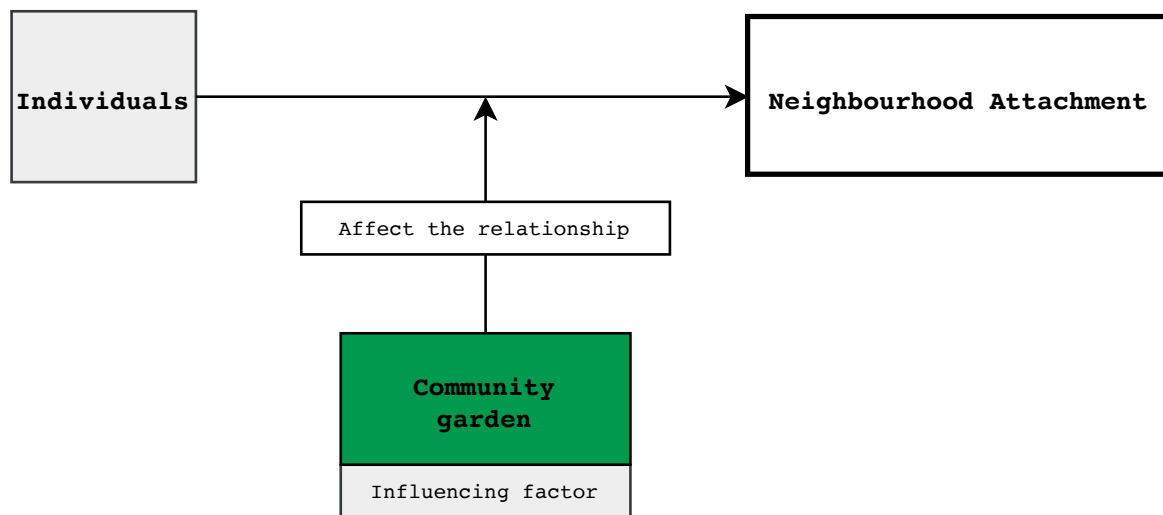 Individuals
Neighbourhood Attachment
Affect the relationship
Community
garden
Influencing factor